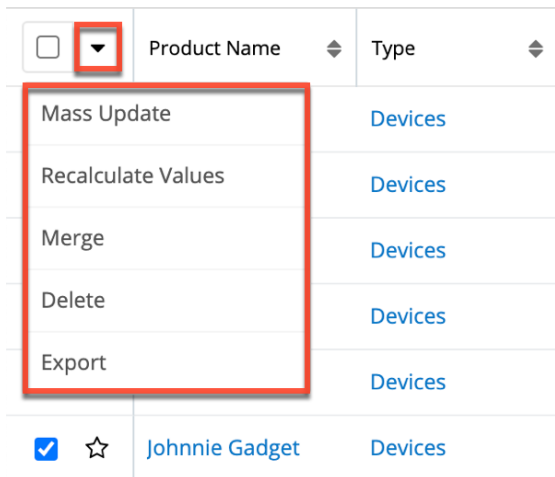 Product Name Type
Mass Update Devices
Recalculate Values Devices
Merge Devices
Delete Devices
Export Devices
Johnnie Gadget Devices